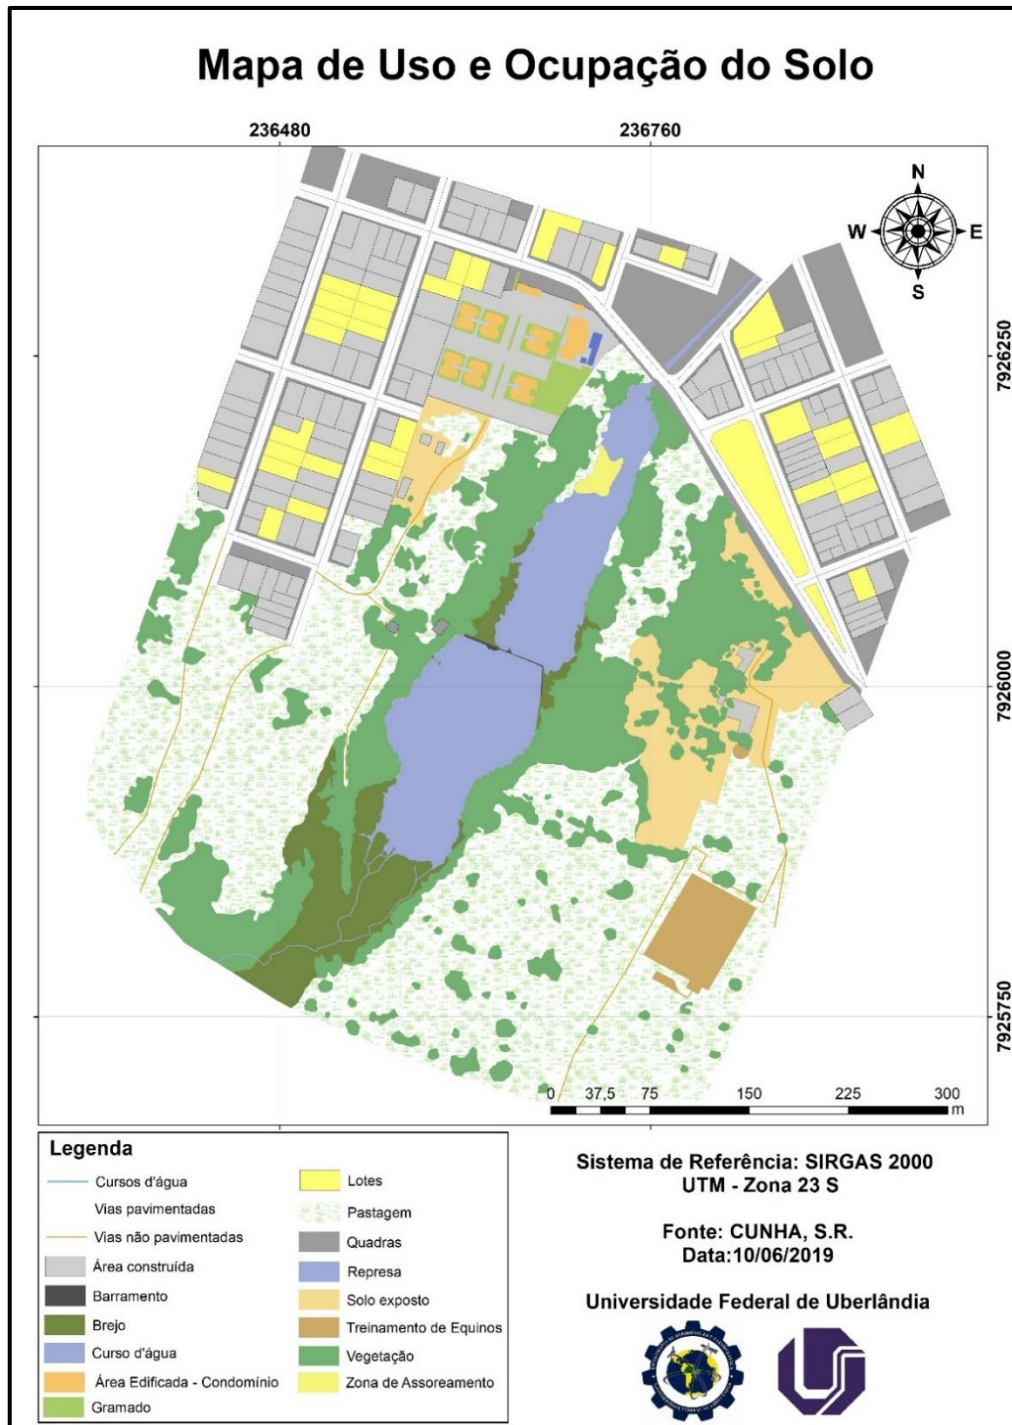 Mapa de Uso e Ocupação do Solo
236480
236760
N
W
E
S
7926250
7926000
7925750
0 37,5 75 150 225 300
m
Legenda
Cursos d'água
Vias pavimentadas
Vias não pavimentadas
Área construída
Barramento
Brejo
Curso d'água
Área Edificada - Condomínio
Gramado
Lotes
Pastagem
Quadras
Represa
Solo exposto
Treinamento de Equinos
Vegetação
Zona de Assoreamento
Sistema de Referência: SIRGAS 2000
UTM - Zona 23 S
Fonte: CUNHA, S.R.
Data:10/06/2019
Universidade Federal de Uberlândia